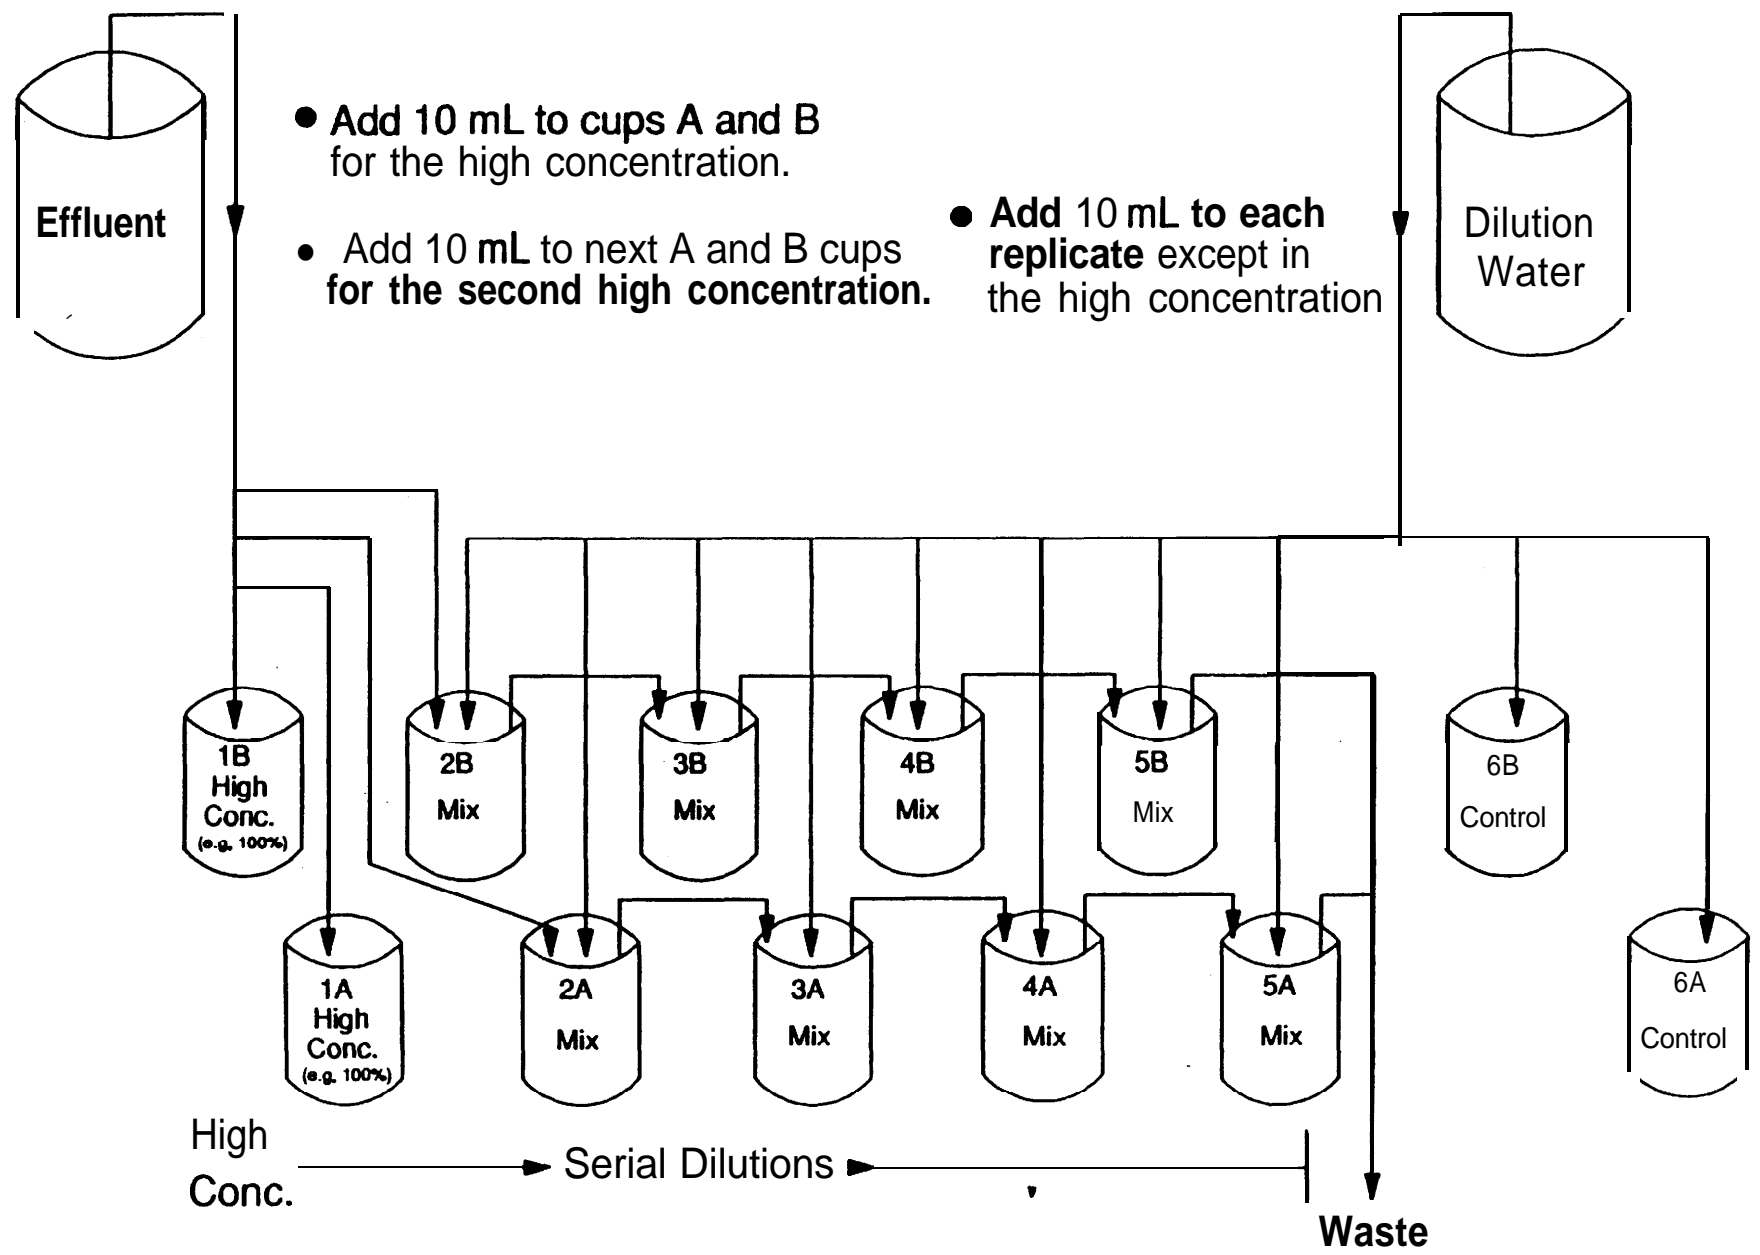 Effluent
● Add 10 mL to cups A and B
for the high concentration.
● Add 10 mL to next A and B cups
for the second high concentration.
● Add 10 mL to each
replicate except in
the high concentration
Dilution
Water
1B
High
Conc.
(e.g, 100%)
2B
Mix
3B
Mix
4B
Mix
5B
Mix
6B
Control
1A
High
Conc.
(e.g, 100%)
2A
Mix
3A
Mix
4A
Mix
5A
Mix
6A
Control
High
Conc.
Serial Dilutions
Waste